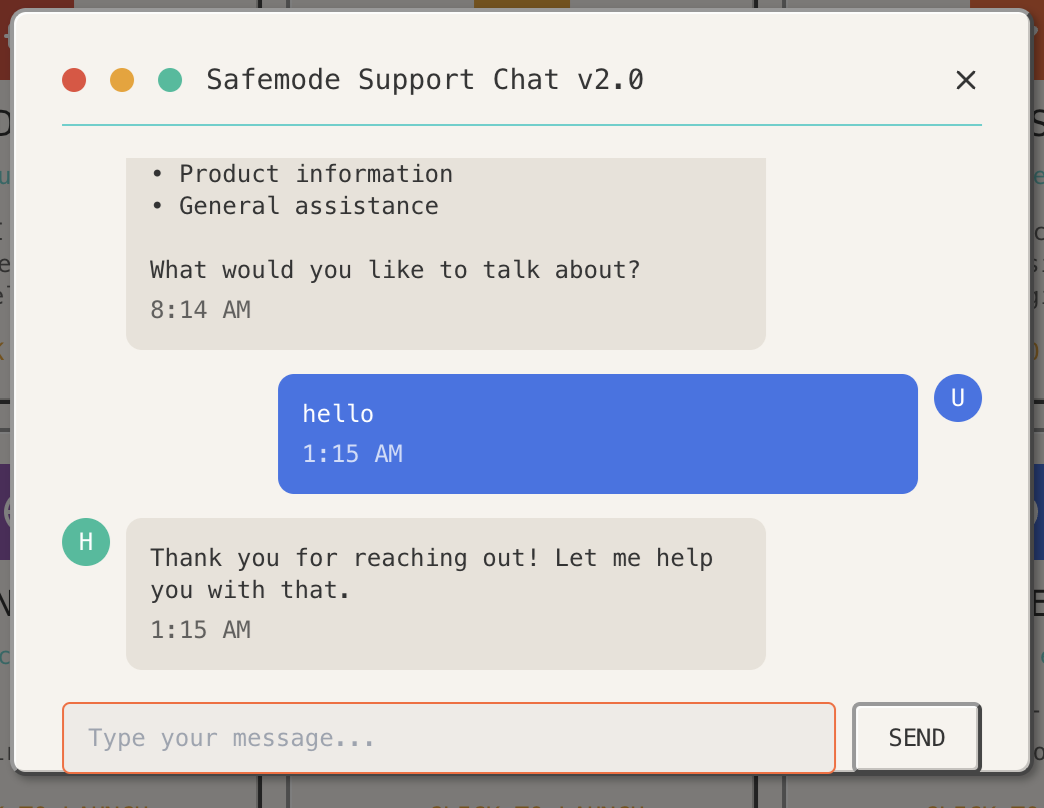 Safemode Support Chat v2.0
• Product information
• General assistance
What would you like to talk about?
8:14 AM
hello
1:15 AM
U
H
Thank you for reaching out! Let me help
you with that.
1:15 AM
Type your message...
SEND